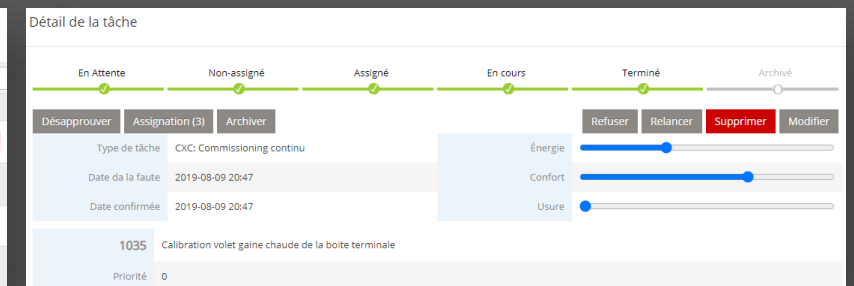 Détail de la tâche
En Attente Non-assigné Assigné En cours Terminé Archivé
Désapprouver Assignation (3) Archiver Refuser Relancer Supprimer Modifier
Type de tâche CXC: Commissioning continu Énergie
Date da la faute 2019-08-09 20:47 Confort
Date confirmée 2019-08-09 20:47 Usure
1035 Calibration volet gaine chaude de la boite terminale
Priorité 0